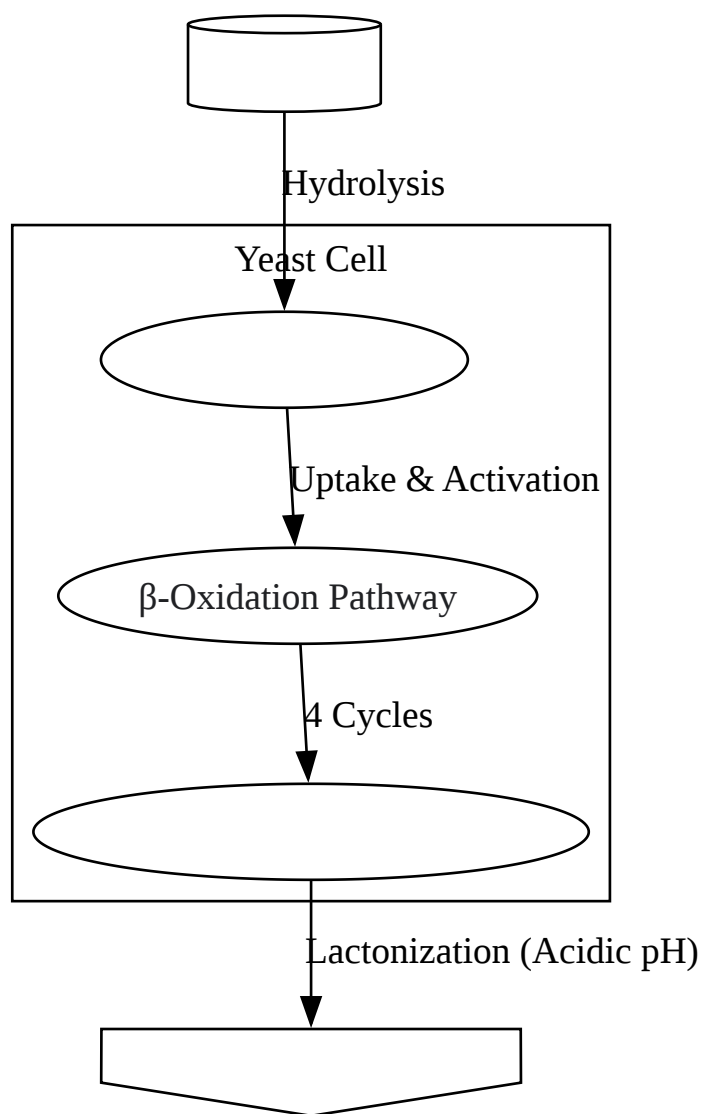 Hydrolysis
Yeast Cell
Uptake & Activation
β-Oxidation Pathway
4 Cycles
Lactonization (Acidic pH)